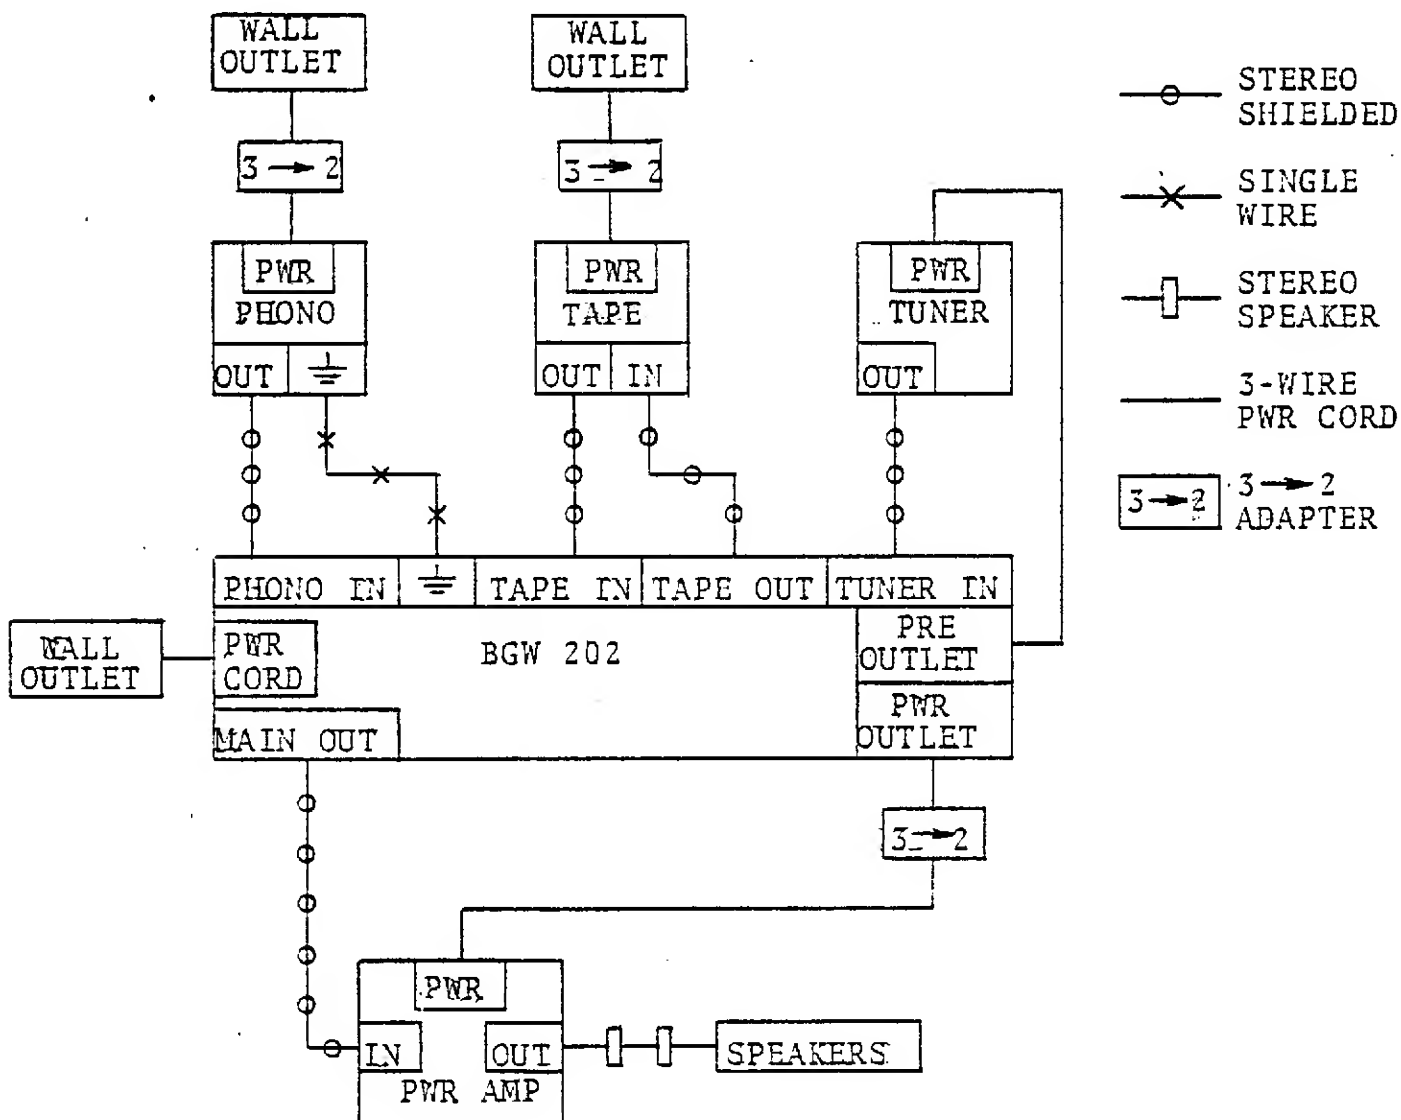 WALL
OUTLET
WALL
OUTLET
STEREO
SHIELDED
3 → 2
3 → 2
SINGLE
WIRE
PWR
PHONO
OUT
PWR
TAPE
OUT IN
PWR
TUNER
OUT
STEREO
SPEAKER
3-WIRE
PWR CORD
3 → 2
3 → 2
ADAPTER
PHONO IN
TAPE IN
TAPE OUT
TUNER IN
WALL
OUTLET
PWR
CORD
BGW 202
PRE
OUTLET
PWR
OUTLET
MAIN OUT
3 → 2
PWR
IN
OUT
PWR AMP
SPEAKERS